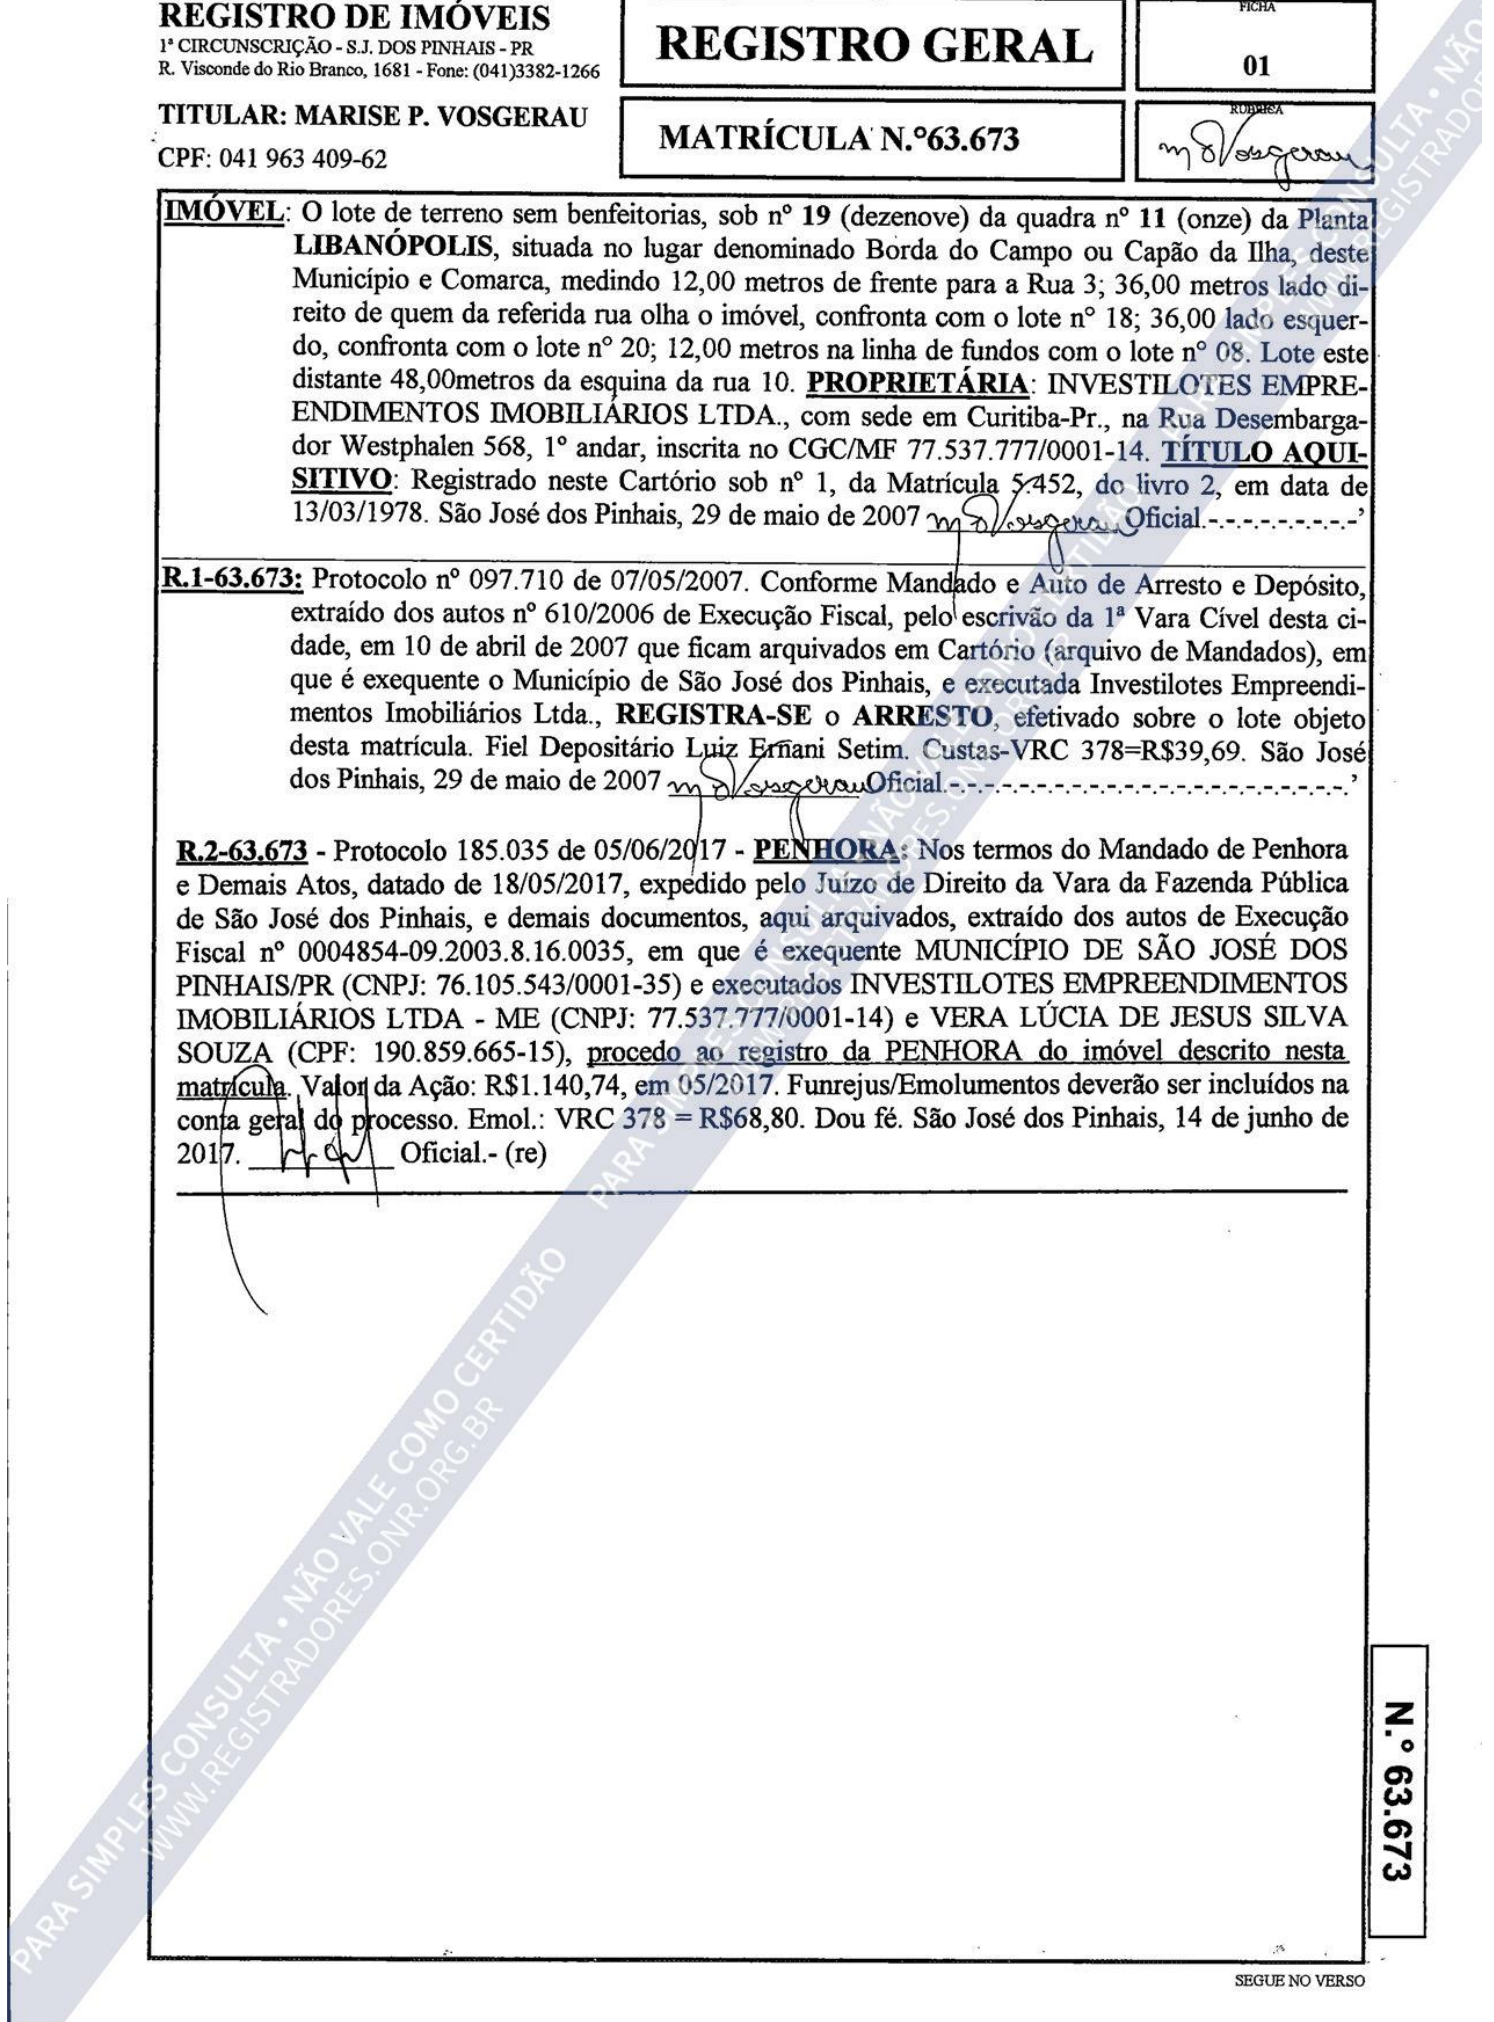 REGISTRO DE IMÓVEIS
1ª CIRCUNSCRIÇÃO - S.J. DOS PINHAIS - PR
R. Visconde do Rio Branco, 1681 - Fone: (041)3382-1266
TITULAR: MARISE P. VOSGERAU
CPF: 041 963 409-62
REGISTRO GERAL
MATRÍCULA N.º63.673
FICHA
01
RUBRICA
IMÓVEL: O lote de terreno sem benfeitorias, sob nº 19 (dezenove) da quadra nº 11 (onze) da Planta
LIBANÓPOLIS, situada no lugar denominado Borda do Campo ou Capão da Ilha, deste
Município e Comarca, medindo 12,00 metros de frente para a Rua 3; 36,00 metros lado di-
reito de quem da referida rua olha o imóvel, confronta com o lote nº 18; 36,00 lado esquer-
do, confronta com o lote nº 20; 12,00 metros na linha de fundos com o lote nº 08. Lote este
distante 48,00metros da esquina da rua 10. PROPRIETÁRIA: INVESTILOTES EMPRE-
ENDIMENTOS IMOBILIÁRIOS LTDA., com sede em Curitiba-Pr., na Rua Desembarga-
dor Westphalen 568, 1º andar, inscrita no CGC/MF 77.537.777/0001-14. TÍTULO AQUI-
SITIVO: Registrado neste Cartório sob nº 1, da Matrícula 5.452, do livro 2, em data de
13/03/1978. São José dos Pinhais, 29 de maio de 2007 Oficial.-.-.-.-.-.-.-.-.-.-'
R.1-63.673: Protocolo nº 097.710 de 07/05/2007. Conforme Mandado e Auto de Arresto e Depósito,
extraído dos autos nº 610/2006 de Execução Fiscal, pelo escrivão da 1ª Vara Cível desta ci-
dade, em 10 de abril de 2007 que ficam arquivados em Cartório (arquivo de Mandados), em
que é exequente o Município de São José dos Pinhais, e executada Investilotes Empreendi-
mentos Imobiliários Ltda., REGISTRA-SE o ARRESTO, efetivado sobre o lote objeto
desta matrícula. Fiel Depositário Luiz Ernani Setim. Custas-VRC 378=R$39,69. São José
dos Pinhais, 29 de maio de 2007 Oficial.-.-.-.-.-.-.-.-.-.-.-.-.-.-.-.-.-.-.-.-.-.-.'
R.2-63.673 - Protocolo 185.035 de 05/06/2017 - PENHORA: Nos termos do Mandado de Penhora
e Demais Atos, datado de 18/05/2017, expedido pelo Juízo de Direito da Vara da Fazenda Pública
de São José dos Pinhais, e demais documentos, aqui arquivados, extraído dos autos de Execução
Fiscal nº 0004854-09.2003.8.16.0035, em que é exequente MUNICÍPIO DE SÃO JOSÉ DOS
PINHAIS/PR (CNPJ: 76.105.543/0001-35) e executados INVESTILOTES EMPREENDIMENTOS
IMOBILIÁRIOS LTDA - ME (CNPJ: 77.537.777/0001-14) e VERA LÚCIA DE JESUS SILVA
SOUZA (CPF: 190.859.665-15), procedo ao registro da PENHORA do imóvel descrito nesta
matrícula. Valor da Ação: R$1.140,74, em 05/2017. Funrejus/Emolumentos deverão ser incluídos na
conta geral do processo. Emol.: VRC 378 = R$68,80. Dou fé. São José dos Pinhais, 14 de junho de
2017. Oficial.- (re)
N.º 63.673
SEGUE NO VERSO
PARA SIMPLES CONSULTA • NÃO VALE COMO CERTIDÃO
WWW.REGISTRADORES.ONR.ORG.BR